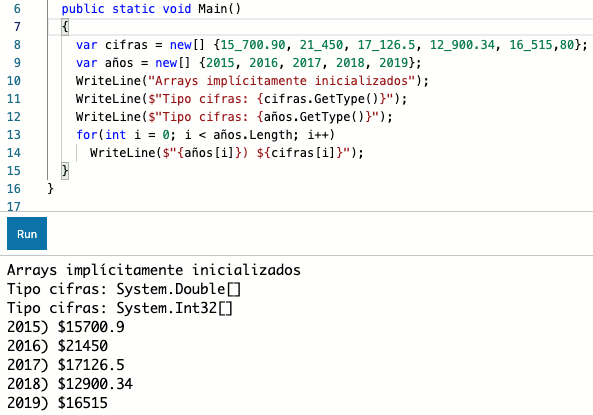 6 public static void Main()
7 {
8 var cifras = new[] {15_700.90, 21_450, 17_126.5, 12_900.34, 16_515,80};
9 var años = new[] {2015, 2016, 2017, 2018, 2019};
10 WriteLine("Arrays implícitamente inicializados");
11 WriteLine($"Tipo cifras: {cifras.GetType()}");
12 WriteLine($"Tipo cifras: {años.GetType()}");
13 for(int i = 0; i < años.Length; i++)
14 WriteLine($"{años[i]}) ${cifras[i]}");
15 }
16 }
17
Run
Arrays implícitamente inicializados
Tipo cifras: System.Double[]
Tipo cifras: System.Int32[]
2015) $15700.9
2016) $21450
2017) $17126.5
2018) $12900.34
2019) $16515